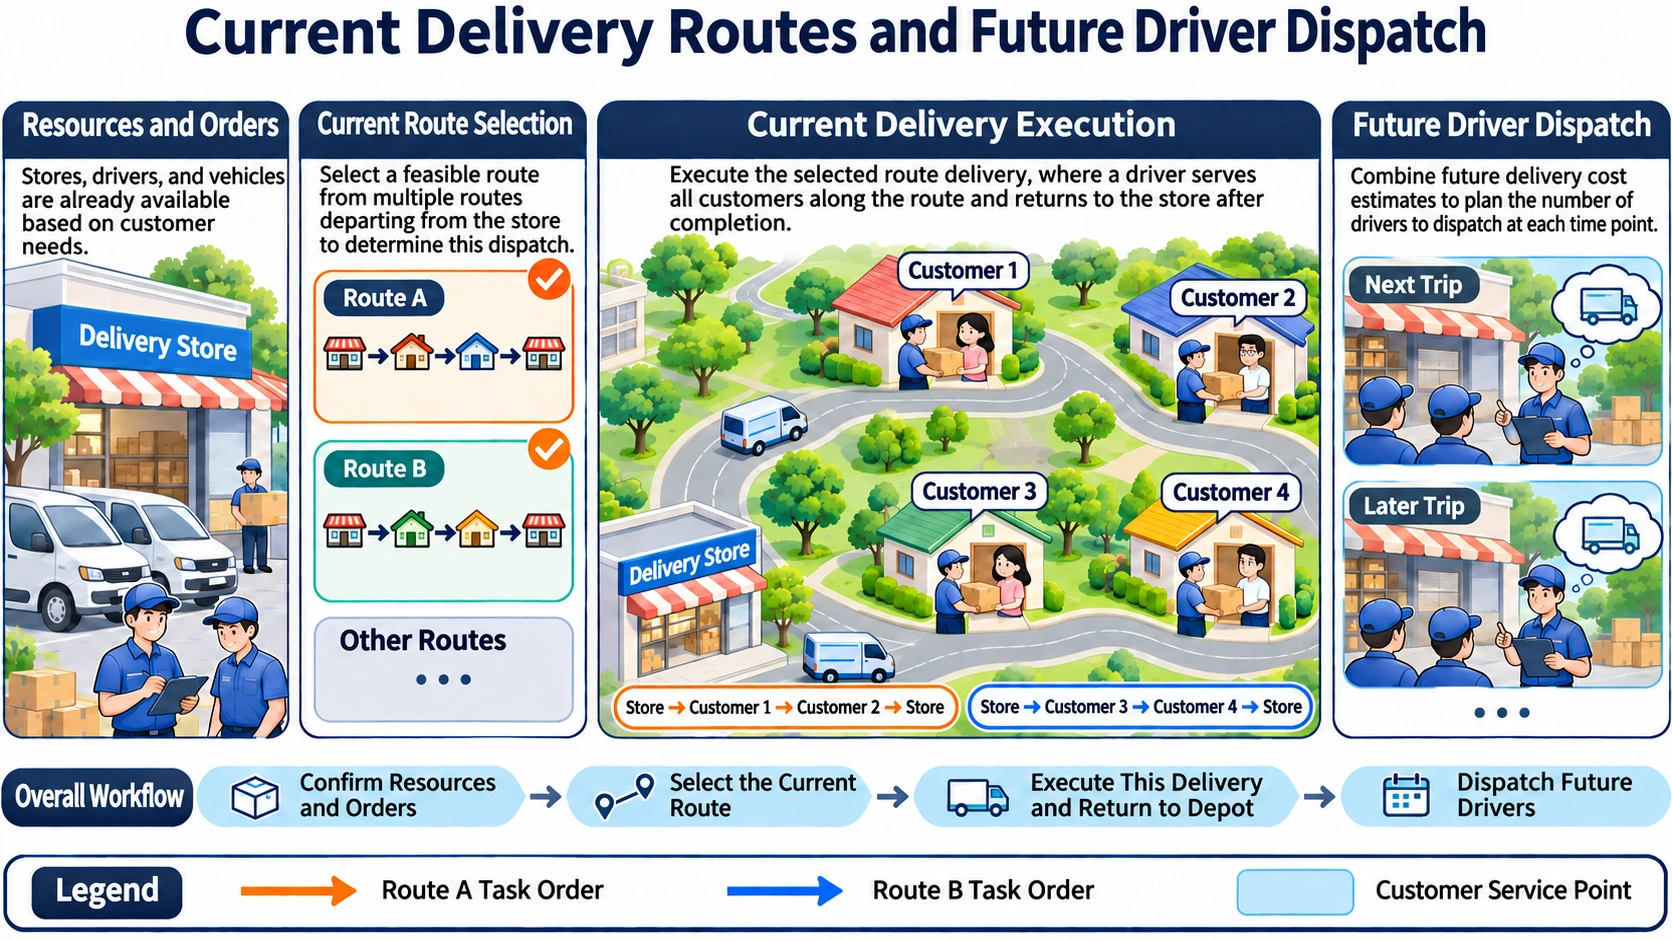 Current Delivery Routes and Future Driver Dispatch
Resources and Orders
Stores, drivers, and vehicles
are already available
based on customer
needs.
Delivery Store
Current Route Selection
Select a feasible route
from multiple routes
departing from the store
to determine this dispatch.
Route A
Route B
Other Routes
• • •
Current Delivery Execution
Execute the selected route delivery, where a driver serves
all customers along the route and returns to the store after
completion.
Customer 1
Customer 2
Customer 3
Customer 4
Delivery Store
Store → Customer 1 → Customer 2 → Store
Store → Customer 3 → Customer 4 → Store
Future Driver Dispatch
Combine future delivery cost
estimates to plan the number of
drivers to dispatch at each time point.
Next Trip
Later Trip
• • •
Overall Workflow
Confirm Resources
and Orders
Select the Current
Route
Execute This Delivery
and Return to Depot
Dispatch Future
Drivers
Legend
Route A Task Order
Route B Task Order
Customer Service Point